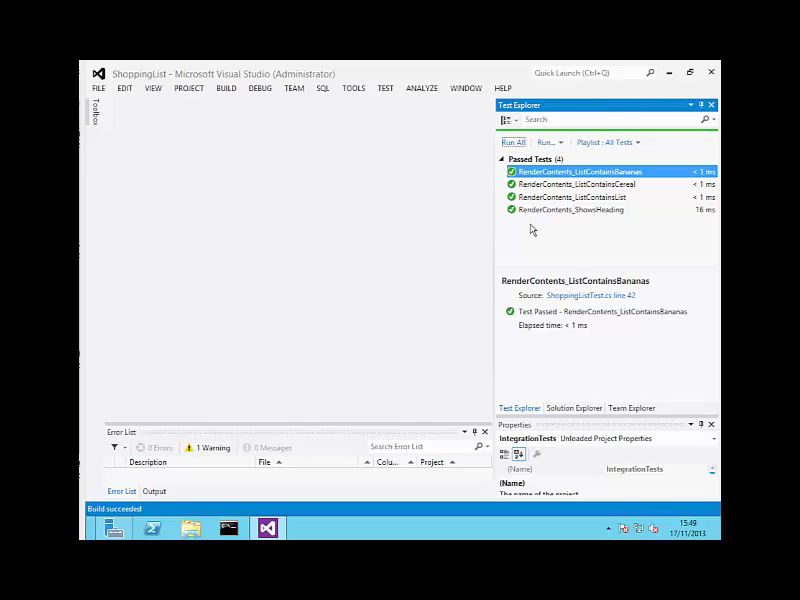 ShoppingList - Microsoft Visual Studio (Administrator)
Quick Launch (Ctrl+Q)
FILE EDIT VIEW PROJECT BUILD DEBUG TEAM SQL TOOLS TEST ANALYZE WINDOW HELP
Toolbox
Test Explorer
Search
Run All Run... Playlist : All Tests
Passed Tests (4)
RenderContents_ListContainsBananas < 1 ms
RenderContents_ListContainsCereal < 1 ms
RenderContents_ListContainsList < 1 ms
RenderContents_ShowsHeading 16 ms
RenderContents_ListContainsBananas
Source: ShoppingListTest.cs line 42
Test Passed - RenderContents_ListContainsBananas
Elapsed time: < 1 ms
Test Explorer Solution Explorer Team Explorer
Error List
0 Errors 1 Warning 0 Messages Search Error List
Description File Colu... Project
Error List Output
Properties
IntegrationTests Unloaded Project Properties
(Name) IntegrationTests
(Name)
The name of the project
Build succeeded
15:49
17/11/2013